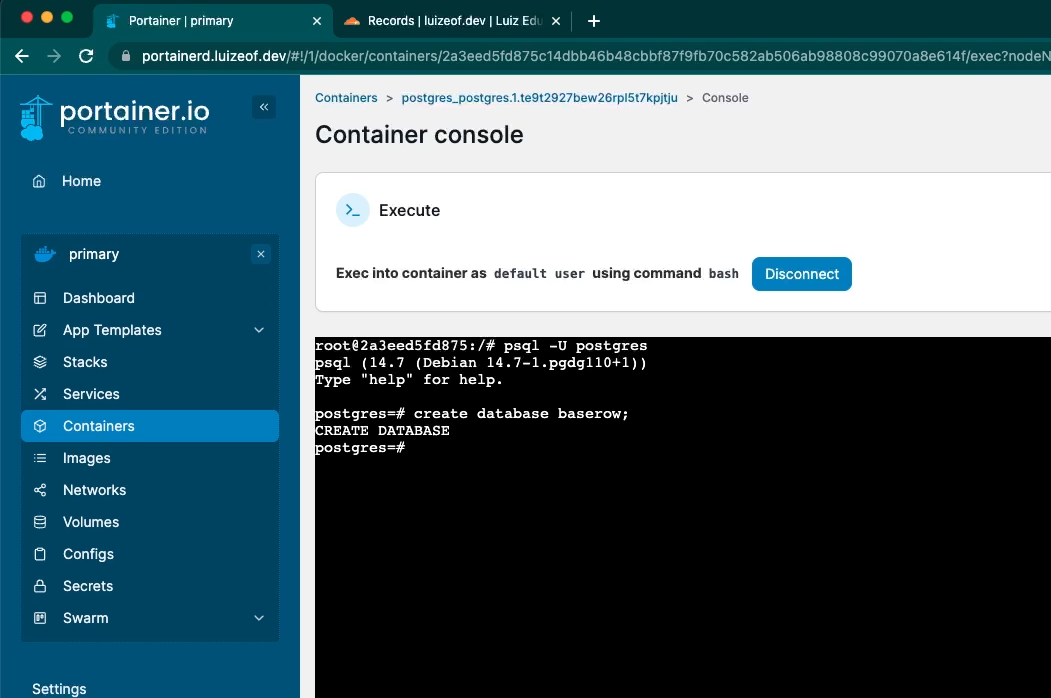 Portainer | primary
Records | luizeof.dev | Luiz Edu
portainerd.luizeof.dev/#!/1/docker/containers/2a3eed5fd875c14dbb46b48cbbf87f9fb70c582ab506ab98808c99070a8e614f/exec?nodeN
portainer.io
COMMUNITY EDITION
Home
primary
Dashboard
App Templates
Stacks
Services
Containers
Images
Networks
Volumes
Configs
Secrets
Swarm
Settings
Containers > postgres_postgres.1.te9t2927bew26rpl5t7kpjtju > Console
Container console
Execute
Exec into container as default user using command bash Disconnect
root@2a3eed5fd875:/# psql -U postgres
psql (14.7 (Debian 14.7-1.pgdg110+1))
Type "help" for help.
postgres=# create database baserow;
CREATE DATABASE
postgres=#